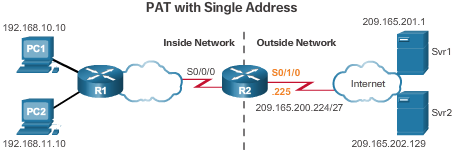 PAT with Single Address
192.168.10.10
PC1
192.168.11.10
PC2
R1
Inside Network
Outside Network
S0/0/0
R2
S0/1/0
.225
209.165.200.224/27
Internet
209.165.201.1
Svr1
Svr2
209.165.202.129